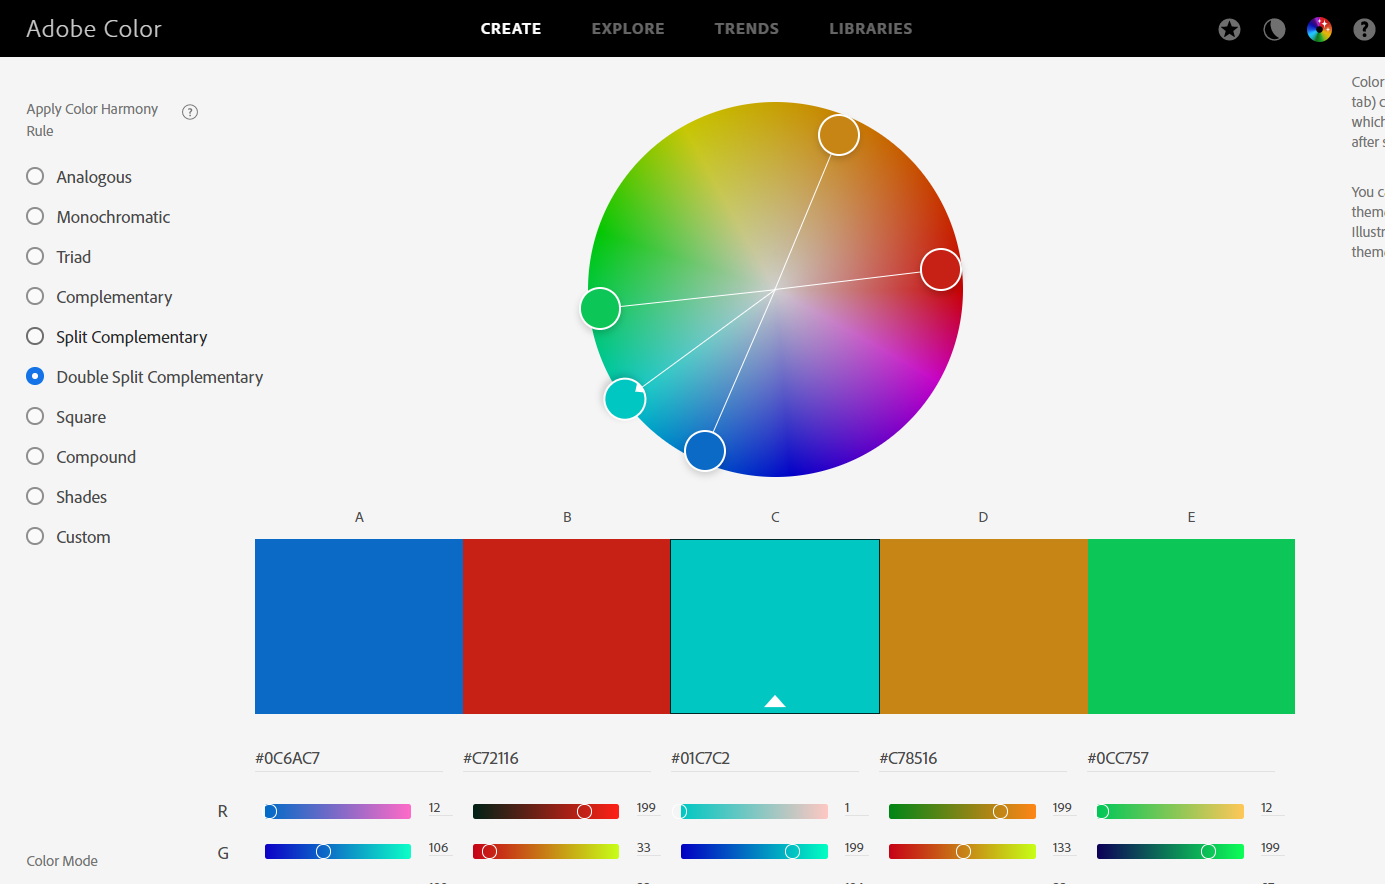 Adobe Color
CREATE EXPLORE TRENDS LIBRARIES
Apply Color Harmony
Rule
Analogous
Monochromatic
Triad
Complementary
Split Complementary
Double Split Complementary
Square
Compound
Shades
Custom
Color
tab) c
which
after s
You ca
theme
Illustr
theme
A B C D E
#0C6AC7 #C72116 #01C7C2 #C78516 #0CC757
R 12 199 1 199 12
G 106 33 199 133 199
Color Mode